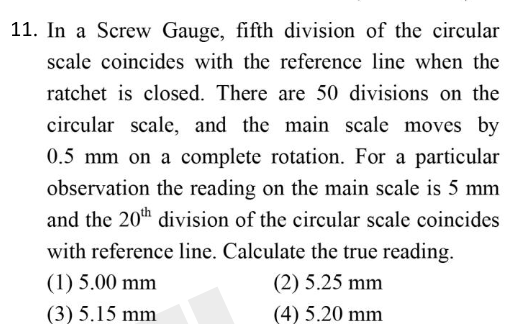 11. In a Screw Gauge, fifth division of the circular
scale coincides with the reference line when the
ratchet is closed. There are 50 divisions on the
circular scale, and the main scale moves by
0.5 mm on a complete rotation. For a particular
observation the reading on the main scale is 5 mm
and the 20th division of the circular scale coincides
with reference line. Calculate the true reading.
(1) 5.00 mm (2) 5.25 mm
(3) 5.15 mm (4) 5.20 mm